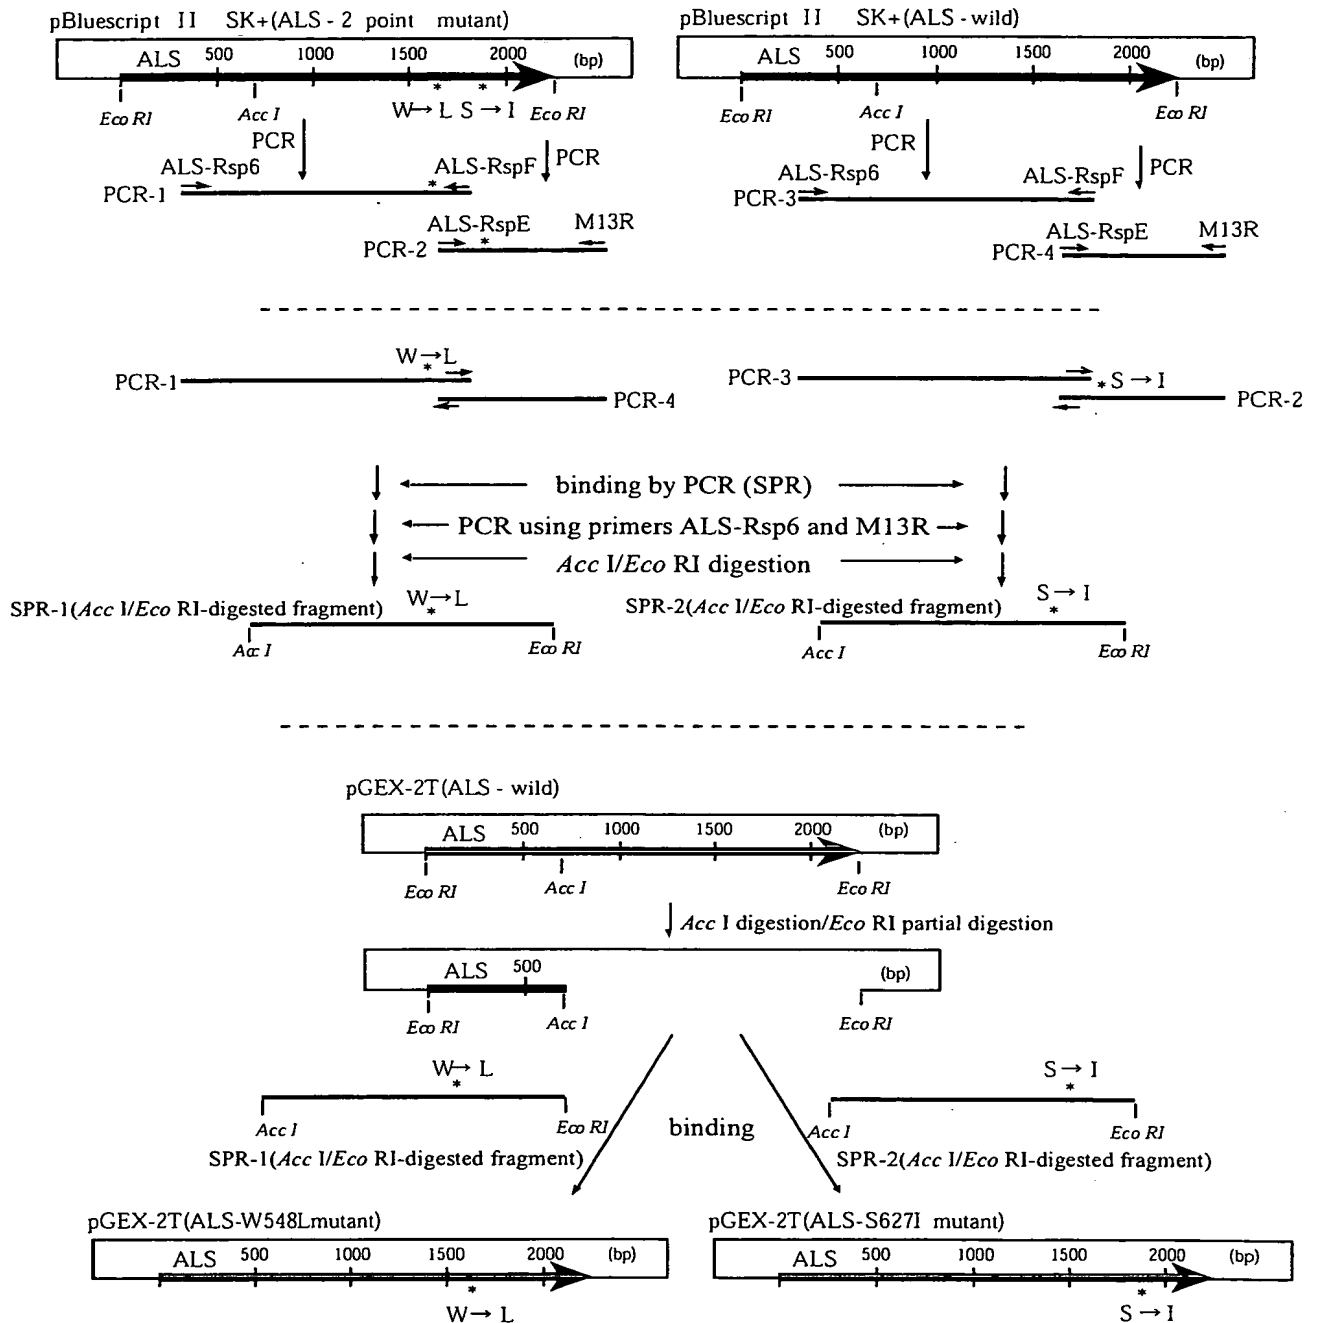 pBluescript II SK+(ALS - 2 point mutant)
ALS 500 1000 1500 2000 (bp)
Eco RI Acc I W→L S→I Eco RI
PCR PCR
ALS-Rsp6 * ALS-RspF
PCR-1
ALS-RspE * M13R
PCR-2
pBluescript II SK+(ALS - wild)
ALS 500 1000 1500 2000 (bp)
Eco RI Acc I Eco RI
PCR PCR
ALS-Rsp6 ALS-RspF
PCR-3
ALS-RspE M13R
PCR-4
W→L
*
PCR-1
PCR-4
PCR-3
* S→I
PCR-2
binding by PCR (SPR)
PCR using primers ALS-Rsp6 and M13R
Acc I/Eco RI digestion
SPR-1(Acc I/Eco RI-digested fragment) W→L
*
Acc I Eco RI
SPR-2(Acc I/Eco RI-digested fragment) S→I
*
Acc I Eco RI
pGEX-2T(ALS - wild)
ALS 500 1000 1500 2000 (bp)
Eco RI Acc I Eco RI
Acc I digestion/Eco RI partial digestion
ALS 500 (bp)
Eco RI Acc I Eco RI
W→ L
*
Acc I Eco RI
SPR-1(Acc I/Eco RI-digested fragment)
binding
S→ I
*
Acc I Eco RI
SPR-2(Acc I/Eco RI-digested fragment)
pGEX-2T(ALS-W548Lmutant)
ALS 500 1000 1500 2000 (bp)
*
W→ L
pGEX-2T(ALS-S627I mutant)
ALS 500 1000 1500 2000 (bp)
*
S→ I